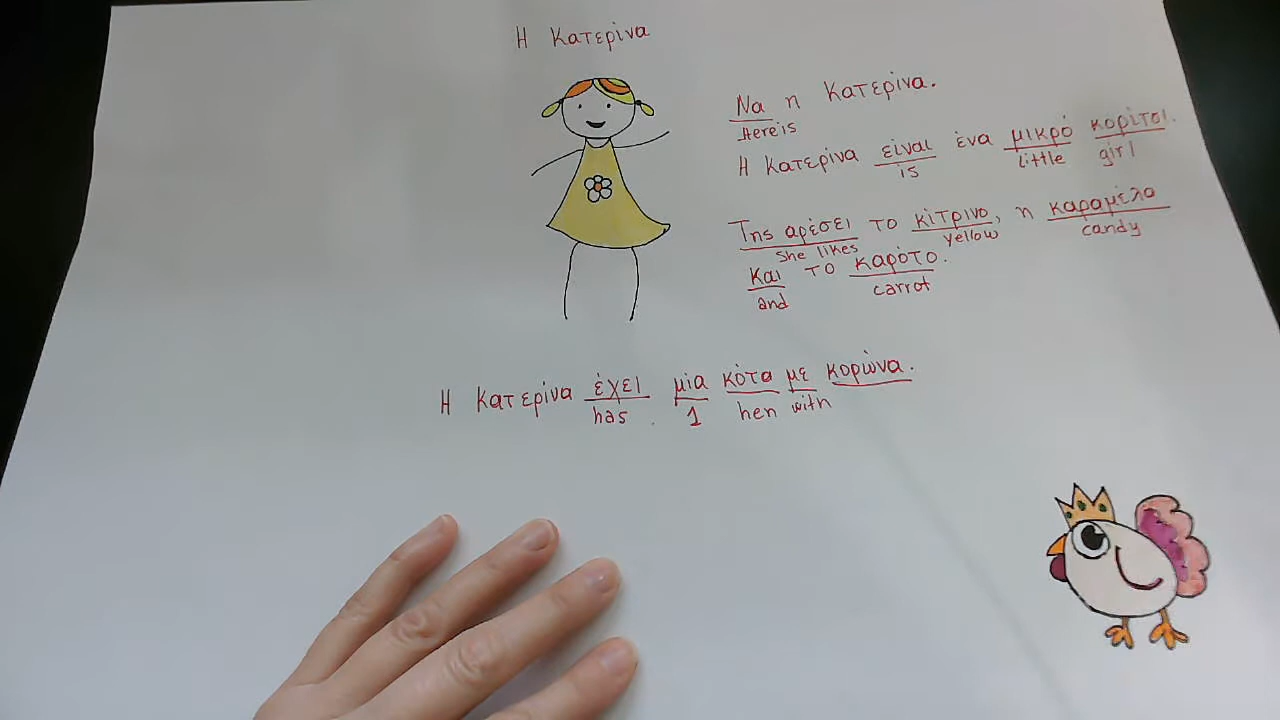 Η Κατερίνα
Να η Κατερίνα.
Here is
Η Κατερίνα είναι ένα μικρό κορίτσι.
is little girl
Της αρέσει το κίτρινο, η καραμέλα
She likes yellow candy
και το καρότο.
and carrot
Η Κατερίνα έχει μία κότα με κορώνα.
has 1 hen with